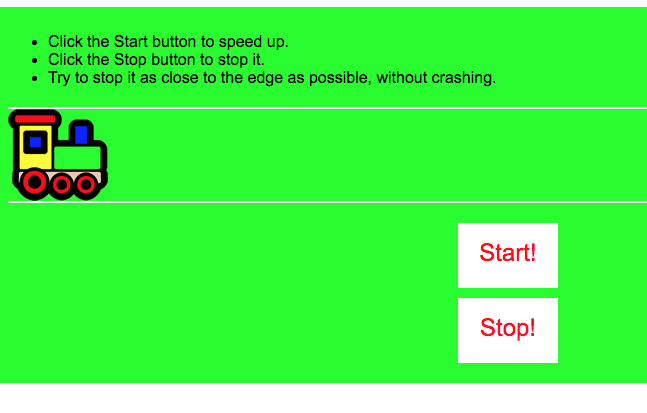 Click the Start button to speed up.
Click the Stop button to stop it.
Try to stop it as close to the edge as possible, without crashing.
Start!
Stop!